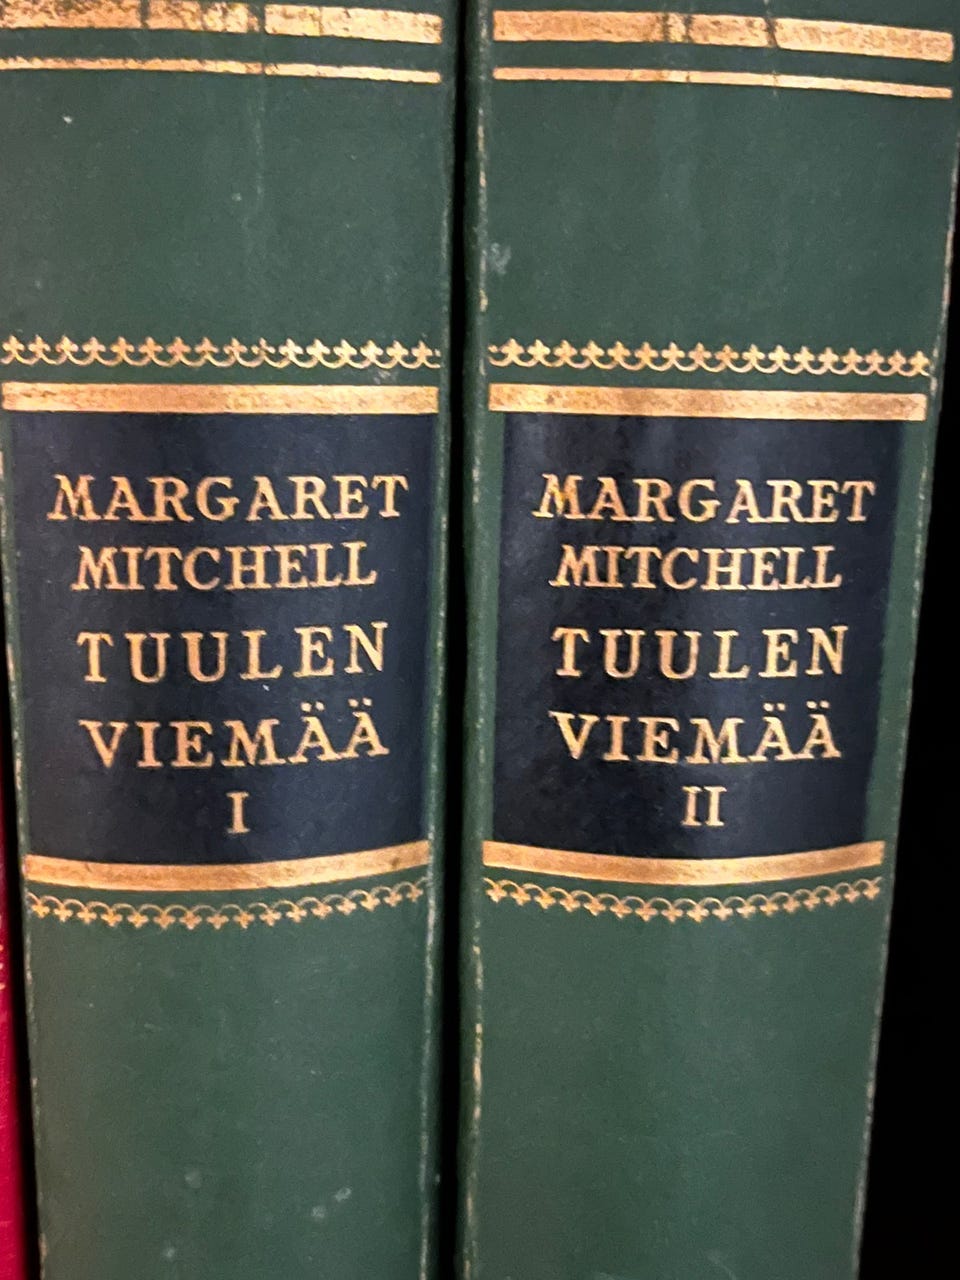 MARGARET
MITCHELL
TUULEN
VIEMÄÄ
I
MARGARET
MITCHELL
TUULEN
VIEMÄÄ
II